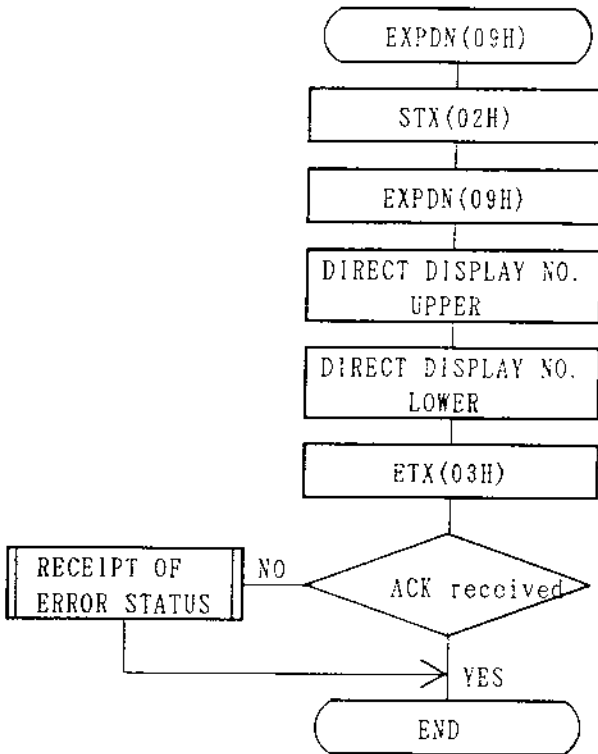 EXPDN(09H)
STX(02H)
EXPDN(09H)
DIRECT DISPLAY NO.
UPPER
DIRECT DISPLAY NO.
LOWER
ETX(03H)
ACK received
NO
RECEIPT OF
ERROR STATUS
YES
END